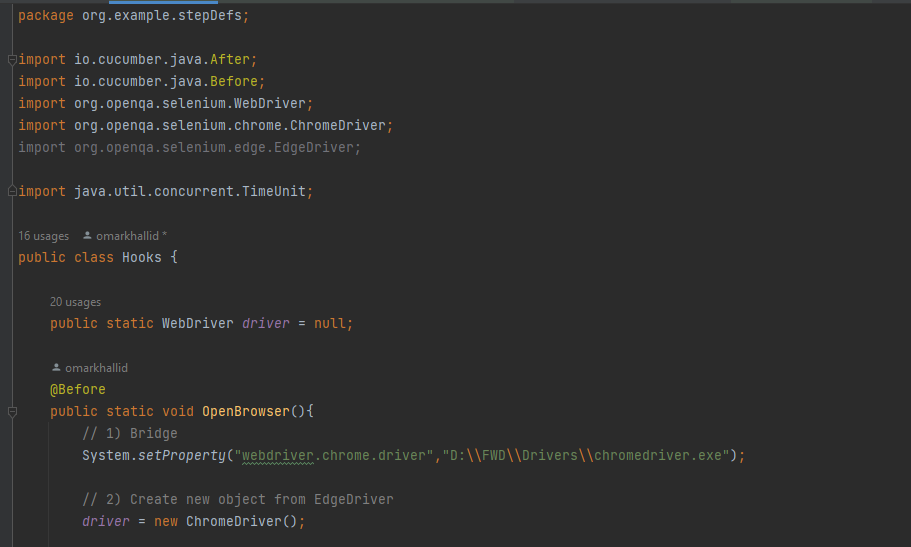 package org.example.stepDefs;
import io.cucumber.java.After;
import io.cucumber.java.Before;
import org.openqa.selenium.WebDriver;
import org.openqa.selenium.chrome.ChromeDriver;
import org.openqa.selenium.edge.EdgeDriver;
import java.util.concurrent.TimeUnit;
16 usages omarkhallid *
public class Hooks {
20 usages
public static WebDriver driver = null;
omarkhallid
@Before
public static void OpenBrowser(){
// 1) Bridge
System.setProperty("webdriver.chrome.driver","D:\\FWD\\Drivers\\chromedriver.exe");
// 2) Create new object from EdgeDriver
driver = new ChromeDriver();